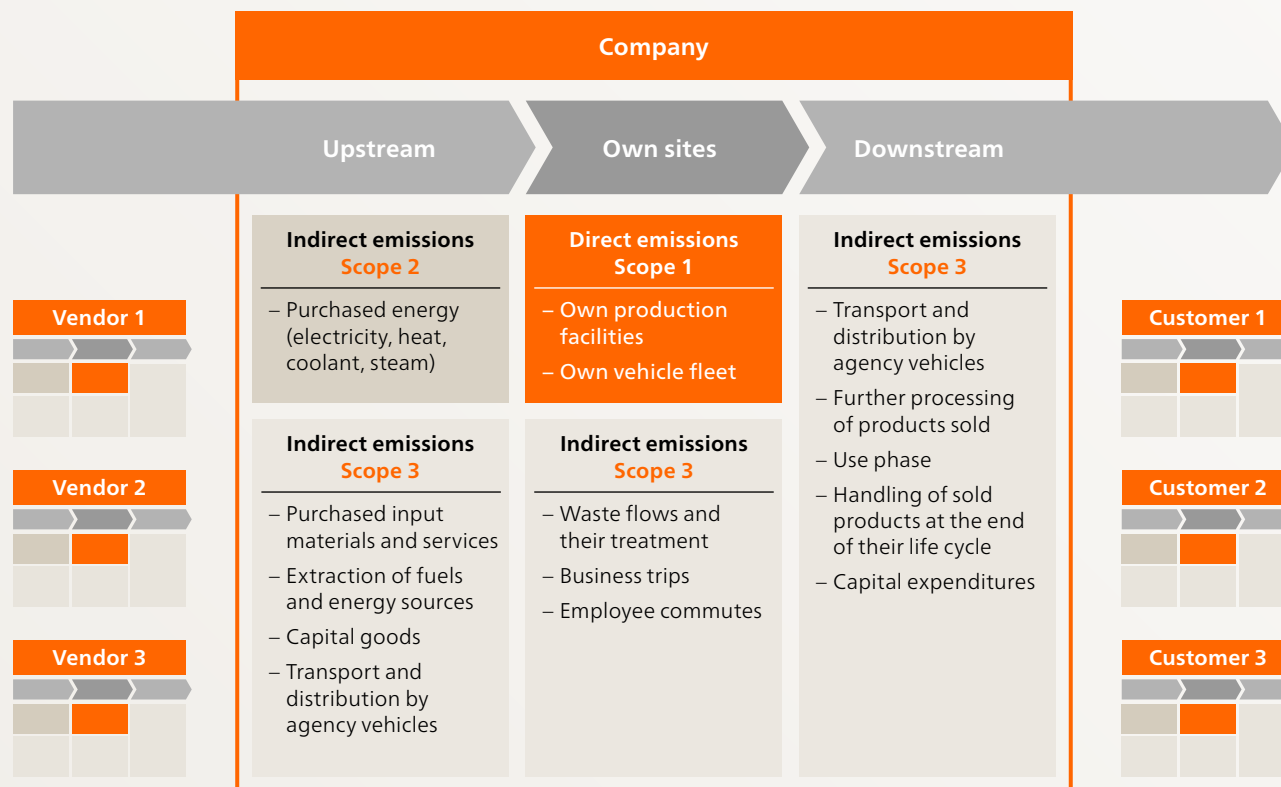 Company
Upstream
Own sites
Downstream
Vendor 1
Vendor 2
Vendor 3
Indirect emissions
Scope 2
– Purchased energy
(electricity, heat,
coolant, steam)
Indirect emissions
Scope 3
– Purchased input
materials and services
– Extraction of fuels
and energy sources
– Capital goods
– Transport and
distribution by
agency vehicles
Direct emissions
Scope 1
– Own production
facilities
– Own vehicle fleet
Indirect emissions
Scope 3
– Waste flows and
their treatment
– Business trips
– Employee commutes
Indirect emissions
Scope 3
– Transport and
distribution by
agency vehicles
– Further processing
of products sold
– Use phase
– Handling of sold
products at the end
of their life cycle
– Capital expenditures
Customer 1
Customer 2
Customer 3